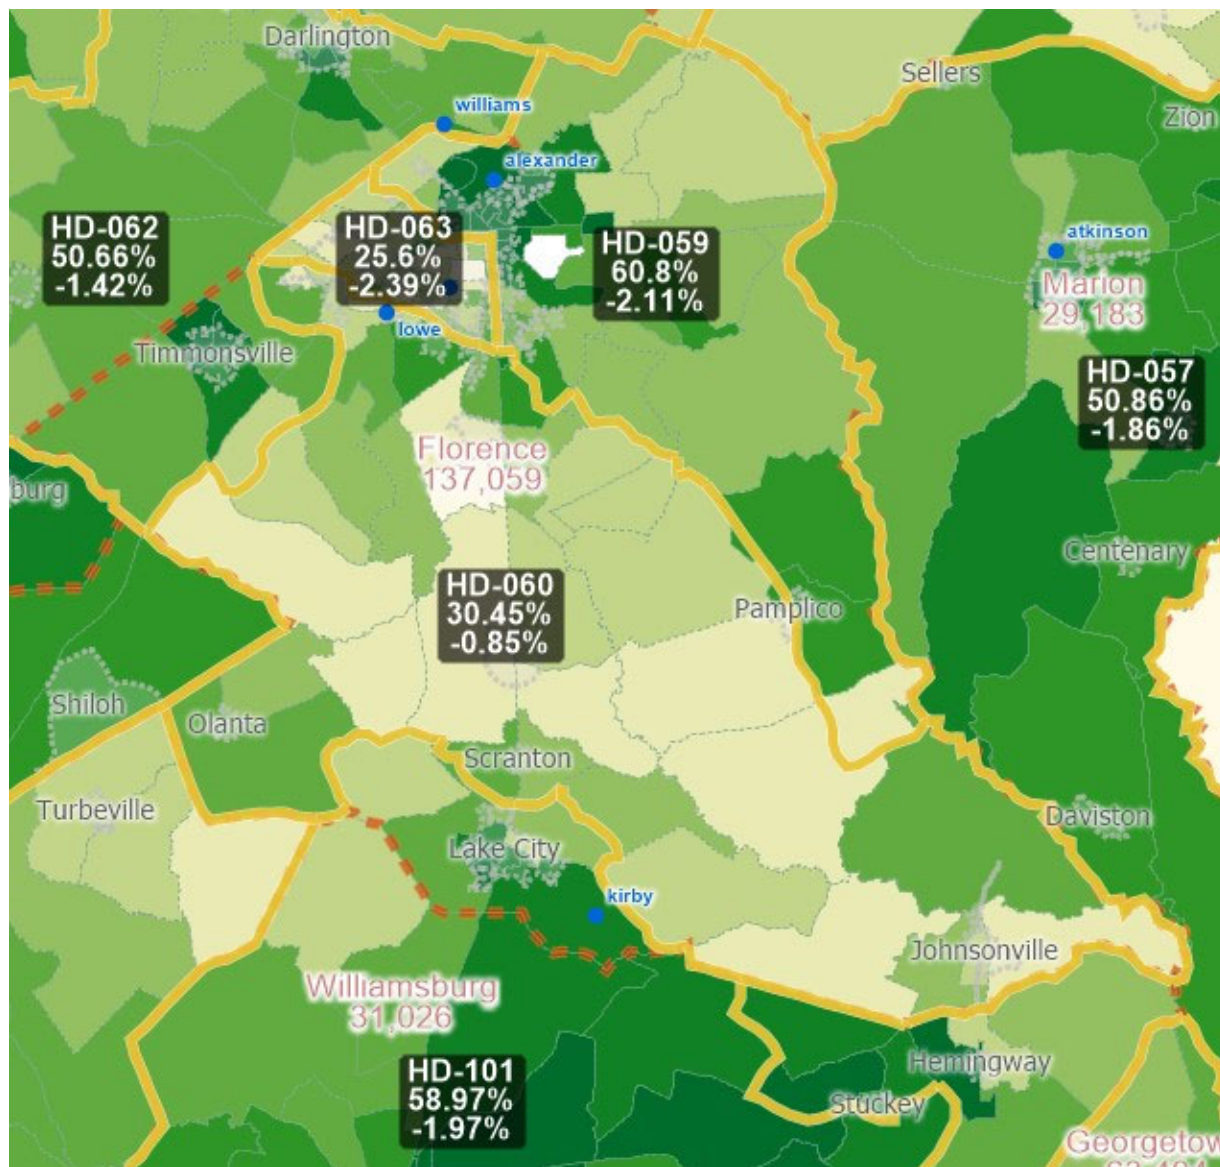 Darlington
Sellers
williams
Zion
alexander
HD-062
50.66%
-1.42%
HD-063
25.6%
-2.39%
HD-059
60.8%
-2.11%
atkinson
Marion
29,183
lowe
Timmonsville
HD-057
50.86%
-1.86%
Florence
137,059
burg
Centenary
HD-060
30.45%
-0.85%
Pamplico
Shiloh
Olanta
Scranton
Turbeville
Daviston
Lake City
kirby
Johnsonville
Williamsburg
31,026
Hemingway
HD-101
58.97%
-1.97%
Stuckey
Georgetow